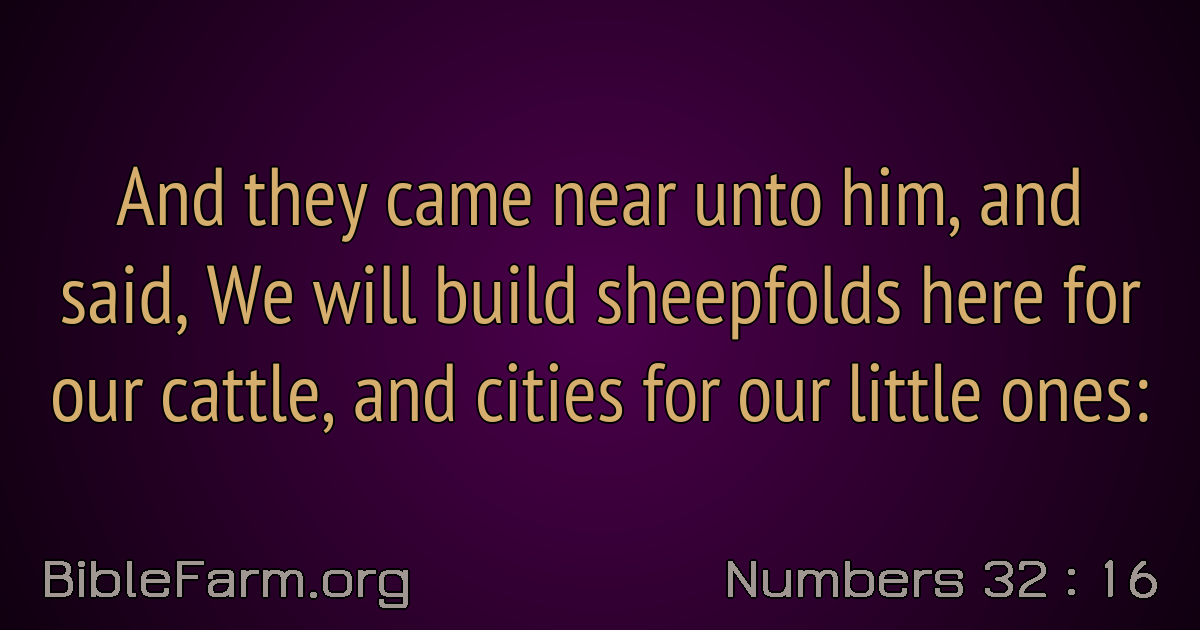 And they came near unto him, and
said, We will build sheepfolds here for
our cattle, and cities for our little ones:
BibleFarm.org
Numbers 32 : 16